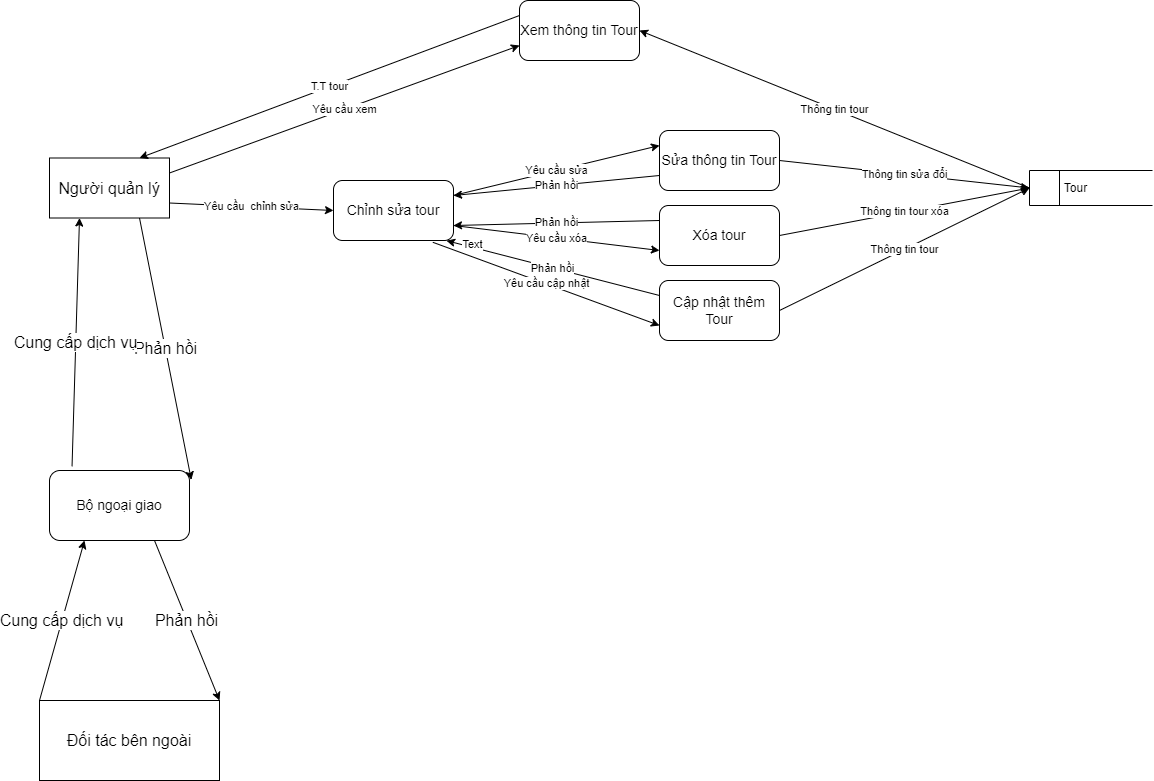 Xem thông tin Tour
T.T tour
Yêu cầu xem
Thông tin tour
Người quản lý
Yêu cầu  chỉnh sửa
Chỉnh sửa tour
Yêu cầu sửa
Phản hồi
Sửa thông tin Tour
Thông tin sửa đổi
Tour
Phản hồi
Yêu cầu xóa
Xóa tour
Thông tin tour xóa
Text
Phản hồi
Yêu cầu cập nhật
Cập nhật thêm
Tour
Thông tin tour
Cung cấp dịch vụ
Phản hồi
Bộ ngoại giao
Cung cấp dịch vụ
Phản hồi
Đối tác bên ngoài